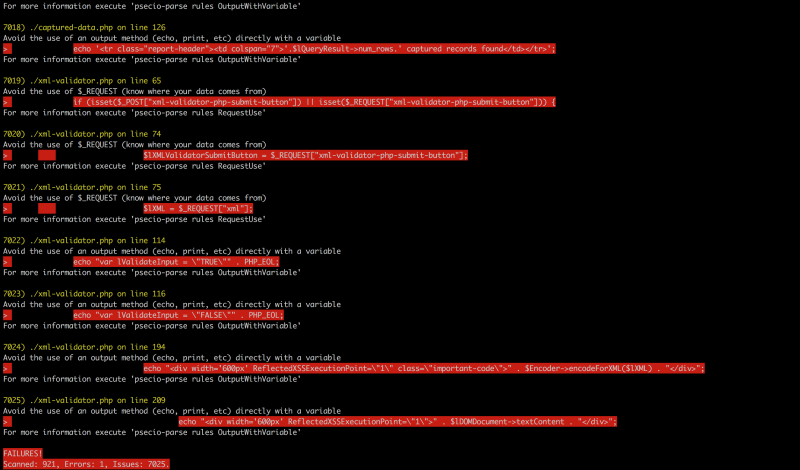 For more information execute 'psecio-parse rules OutputWithVariable'
7018) ./captured-data.php on line 126
Avoid the use of an output method (echo, print, etc) directly with a variable
> echo '<tr class="report-header"><td colspan="7">'.$lQueryResult->num_rows.' captured records found</td></tr>';
For more information execute 'psecio-parse rules OutputWithVariable'
7019) ./xml-validator.php on line 65
Avoid the use of $_REQUEST (know where your data comes from)
> if (isset($_POST["xml-validator-php-submit-button"]) || isset($_REQUEST["xml-validator-php-submit-button"])) {
For more information execute 'psecio-parse rules RequestUse'
7020) ./xml-validator.php on line 74
Avoid the use of $_REQUEST (know where your data comes from)
> $lXMLValidatorSubmitButton = $_REQUEST["xml-validator-php-submit-button"];
For more information execute 'psecio-parse rules RequestUse'
7021) ./xml-validator.php on line 75
Avoid the use of $_REQUEST (know where your data comes from)
> $lXML = $_REQUEST["xml"];
For more information execute 'psecio-parse rules RequestUse'
7022) ./xml-validator.php on line 114
Avoid the use of an output method (echo, print, etc) directly with a variable
> echo "var lValidateInput = \"TRUE\"" . PHP_EOL;
For more information execute 'psecio-parse rules OutputWithVariable'
7023) ./xml-validator.php on line 116
Avoid the use of an output method (echo, print, etc) directly with a variable
> echo "var lValidateInput = \"FALSE\"" . PHP_EOL;
For more information execute 'psecio-parse rules OutputWithVariable'
7024) ./xml-validator.php on line 194
Avoid the use of an output method (echo, print, etc) directly with a variable
> echo "<div width='600px' ReflectedXSSExecutionPoint=\"1\" class=\"important-code\">" . $Encoder->encodeForXML($lXML) . "</div>";
For more information execute 'psecio-parse rules OutputWithVariable'
7025) ./xml-validator.php on line 209
Avoid the use of an output method (echo, print, etc) directly with a variable
> echo "<div width='600px' ReflectedXSSExecutionPoint=\"1\">" . $lDOMDocument->textContent . "</div>";
For more information execute 'psecio-parse rules OutputWithVariable'
FAILURES!
Scanned: 921, Errors: 1, Issues: 7025.